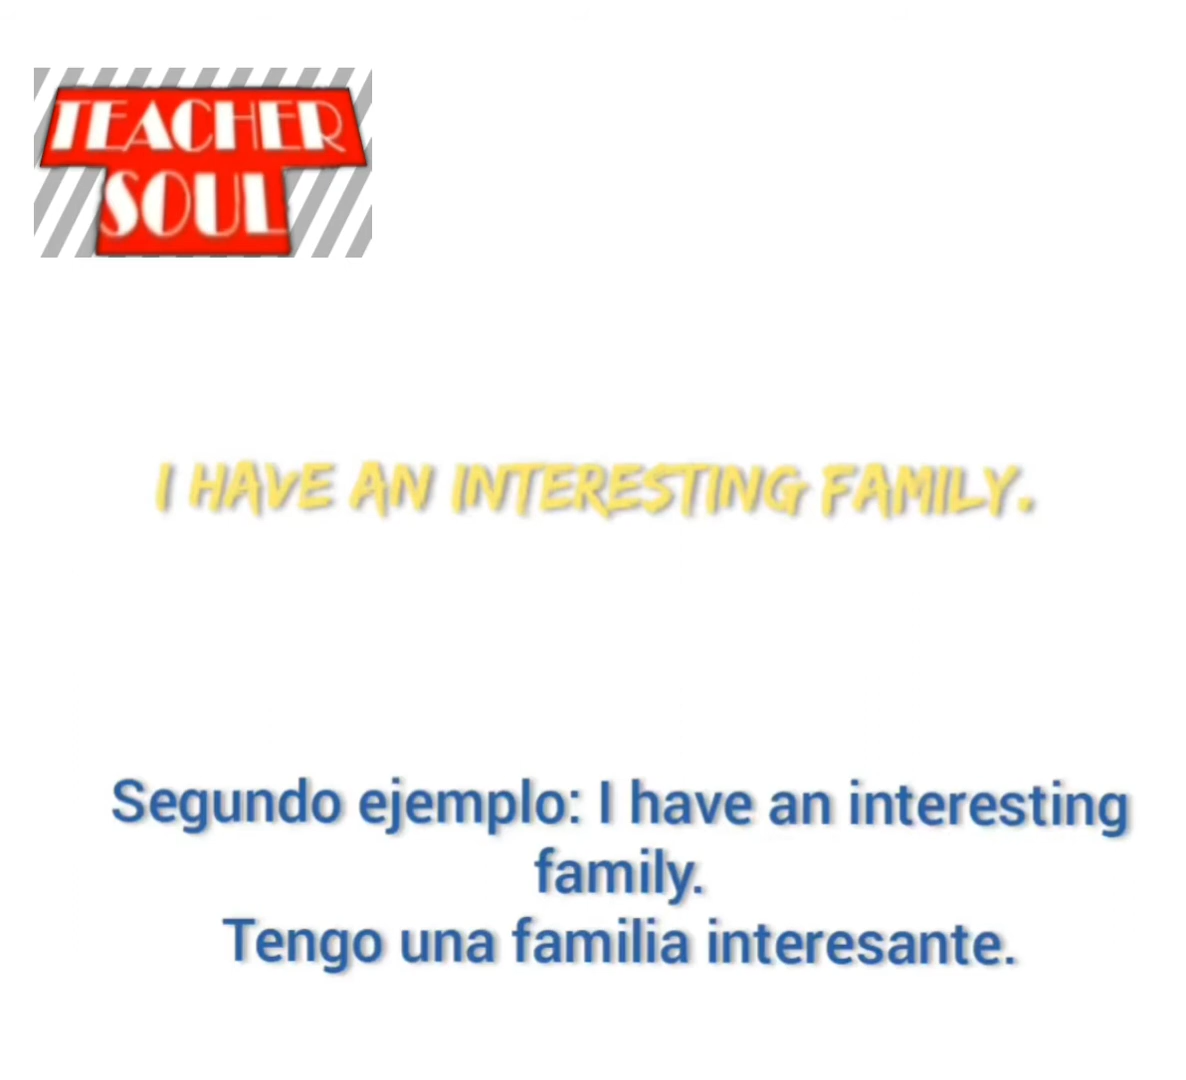 TEACHER
SOUL
I HAVE AN INTERESTING FAMILY.
Segundo ejemplo: I have an interesting
family.
Tengo una familia interesante.